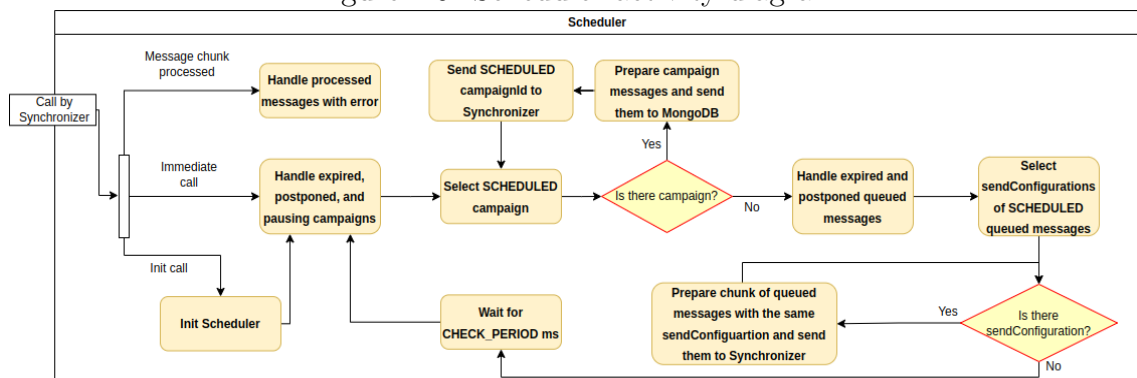 Scheduler
Call by
Synchronizer
Message chunk
processed
Handle processed
messages with error
Immediate
call
Handle expired,
postponed, and
pausing campaigns
Init call
Init Scheduler
Send SCHEDULED
campaignId to
Synchronizer
Prepare campaign
messages and send
them to MongoDB
Yes
Select SCHEDULED
campaign
Is there campaign?
No
Handle expired and
postponed queued
messages
Select
sendConfigurations
of SCHEDULED
queued messages
Wait for
CHECK_PERIOD ms
Prepare chunk of queued
messages with the same
sendConfiguartion and send
them to Synchronizer
Yes
Is there
sendConfiguration?
No